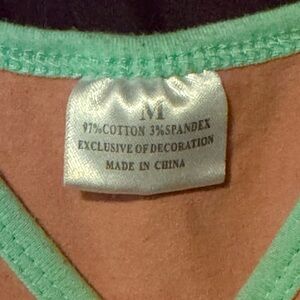 M
97%COTTON 3%SPANDEX
EXCLUSIVE OF DECORATION
MADE IN CHINA